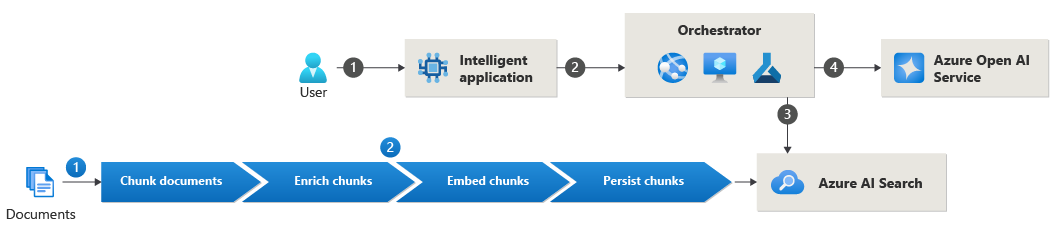 Orchestrator
1
Intelligent
application
2
4
Azure Open AI
Service
User
3
1
2
Chunk documents
Enrich chunks
Embed chunks
Persist chunks
Azure AI Search
Documents